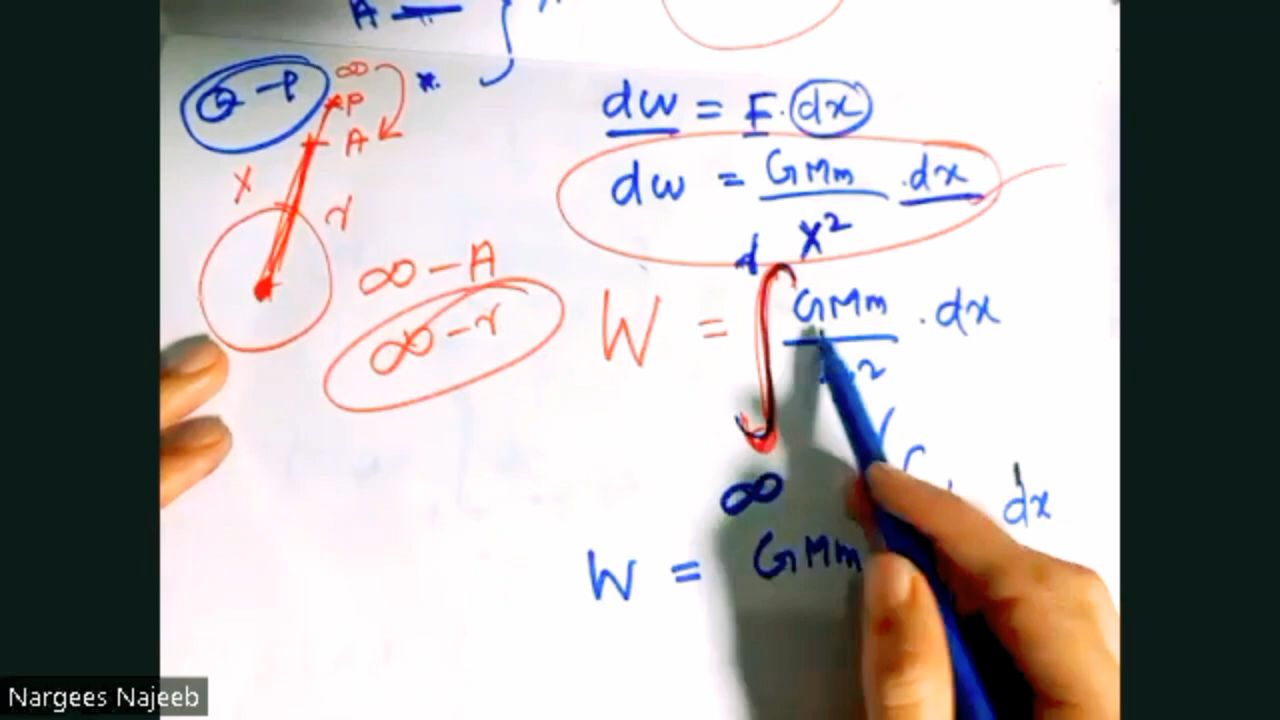 A
Q - P
∞
P
A
x
r
∞ - A
∞ - r
dw = F . dx
dw = GMm . dx
x²
W = ∫ GMm . dx
∞
dx
W = GMm
Nargees Najeeb